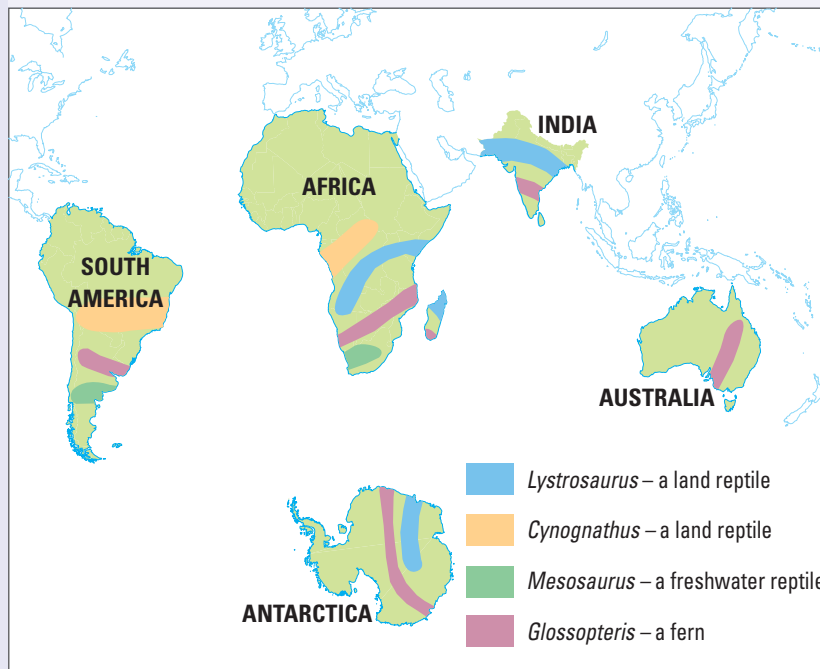 INDIA
AFRICA
SOUTH
AMERICA
AUSTRALIA
ANTARCTICA
Lystrosaurus – a land reptile
Cynognathus – a land reptile
Mesosaurus – a freshwater reptile
Glossopteris – a fern